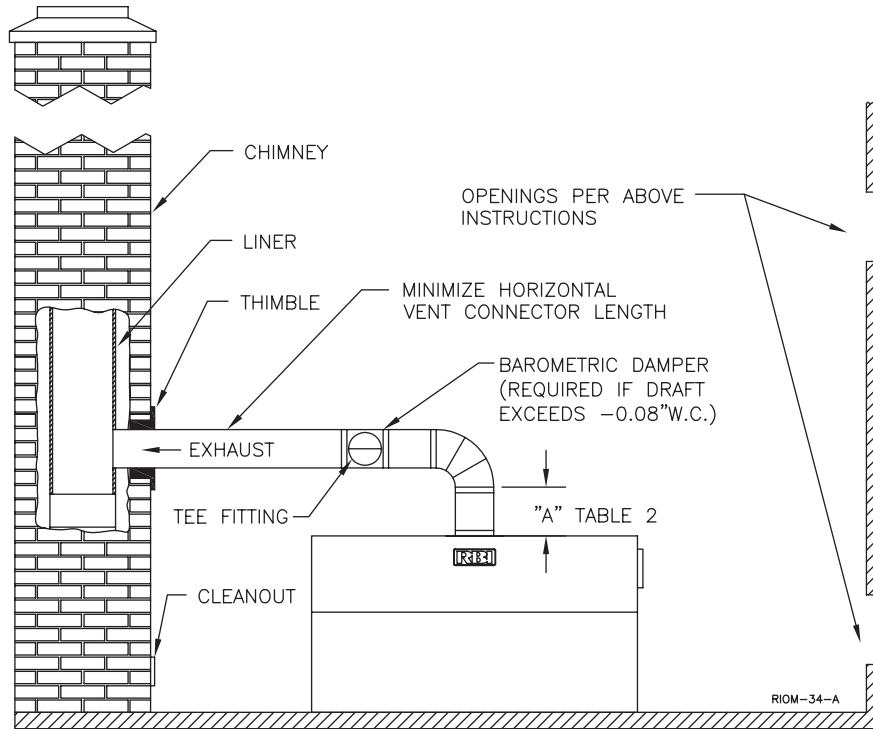 CHIMNEY
OPENINGS PER ABOVE
INSTRUCTIONS
LINER
THIMBLE
MINIMIZE HORIZONTAL
VENT CONNECTOR LENGTH
BAROMETRIC DAMPER
(REQUIRED IF DRAFT
EXCEEDS -0.08"W.C.)
EXHAUST
TEE FITTING
"A" TABLE 2
RBI
CLEANOUT
RIOM-34-A